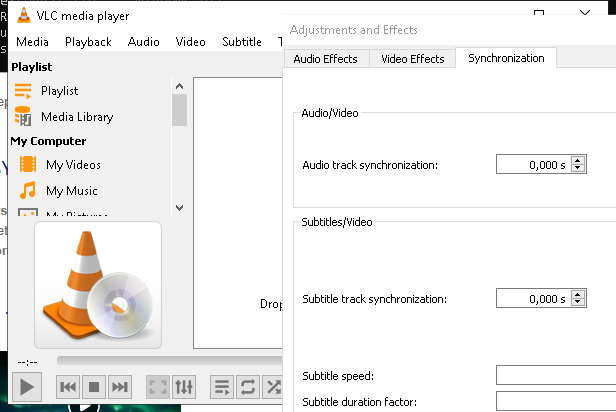 VLC media player
Media Playback Audio Video Subtitle
Playlist
Playlist
Media Library
My Computer
My Videos
My Music
My Pictures
Drop
--:--
Adjustments and Effects
Audio Effects Video Effects Synchronization
Audio/Video
Audio track synchronization: 0,000 s
Subtitles/Video
Subtitle track synchronization: 0,000 s
Subtitle speed:
Subtitle duration factor: